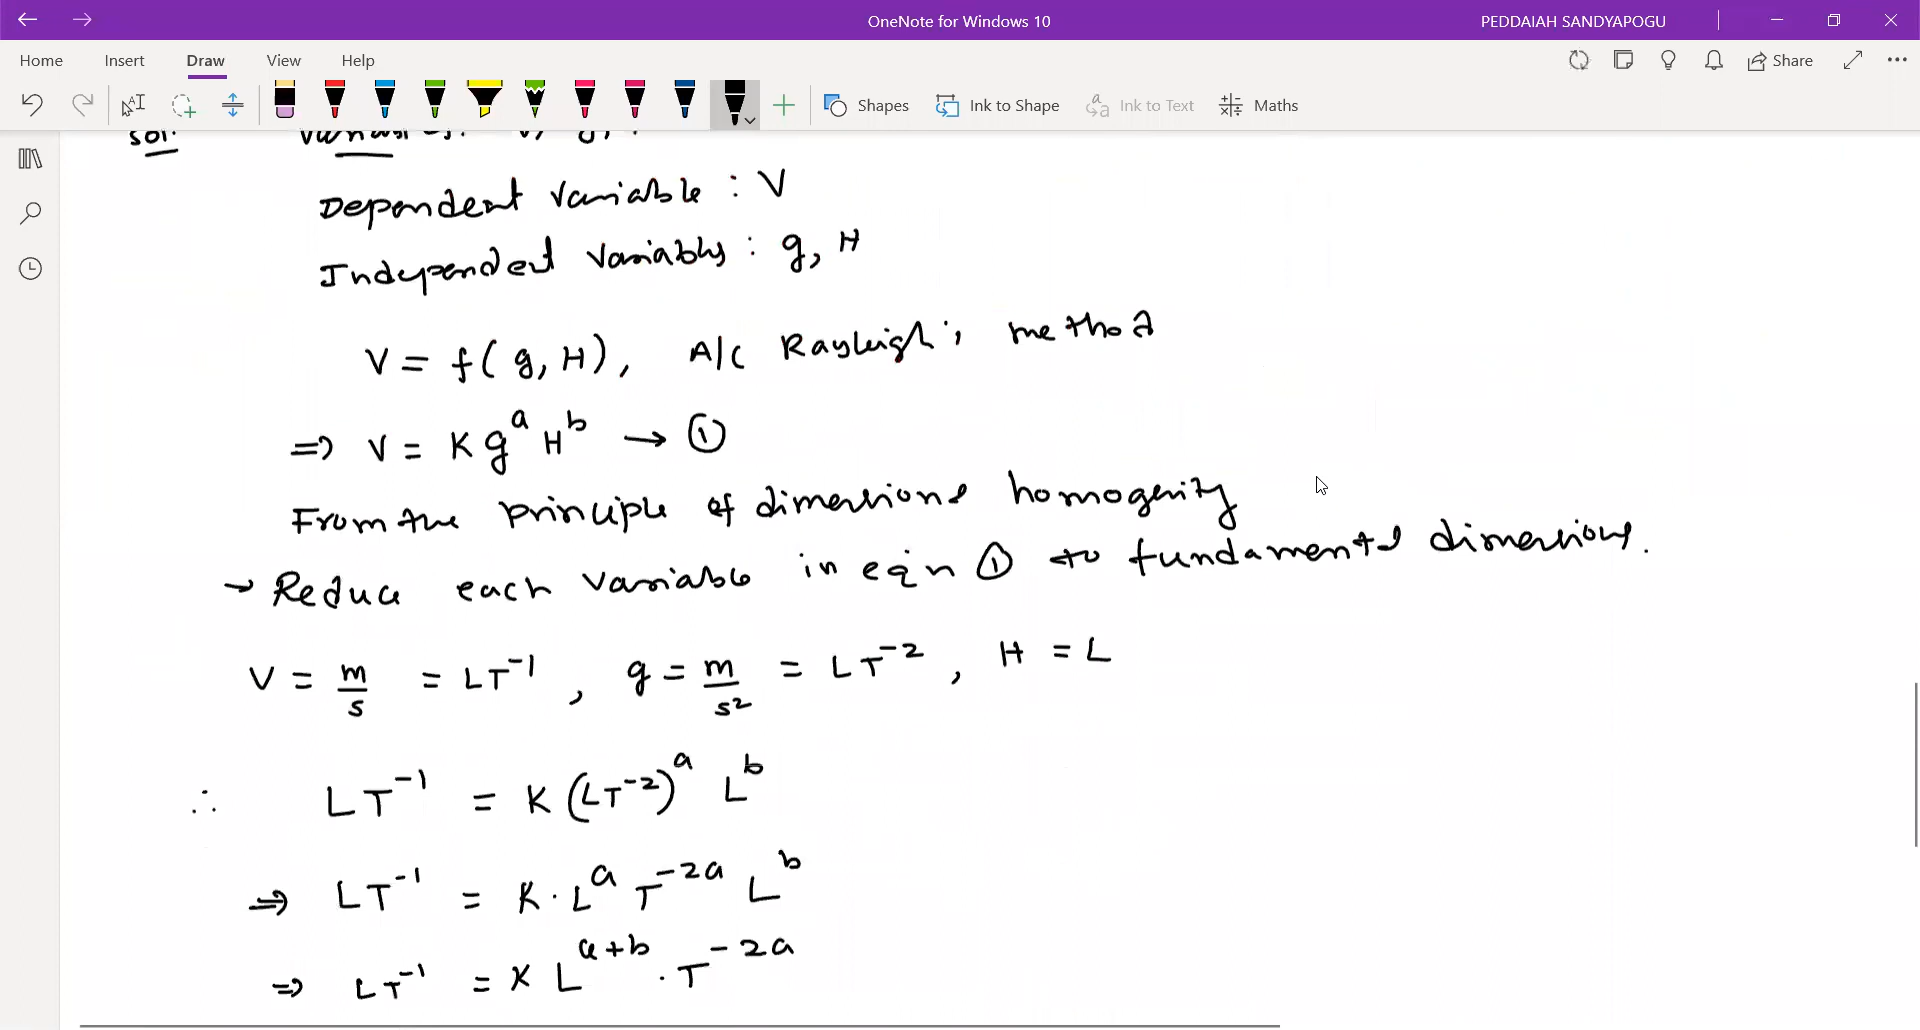 OneNote for Windows 10
PEDDAIAH SANDYAPOGU
Home Insert Draw View Help
Share
Shapes Ink to Shape Ink to Text Maths
Sol:
Dependent variable : V
Independent variables : g, H
V = f(g, H), A/c Rayleigh's method
⇒ V = K g^a H^b → ①
From the principle of dimensional homogenity
→ Reduce each variable in eqn ① to fundamental dimensions.
V = m/s = LT^-1 , g = m/s² = LT^-2 , H = L
∴ LT^-1 = K (LT^-2)^a L^b
⇒ LT^-1 = K · L^a T^-2a L^b
⇒ LT^-1 = K L^a+b · T^-2a